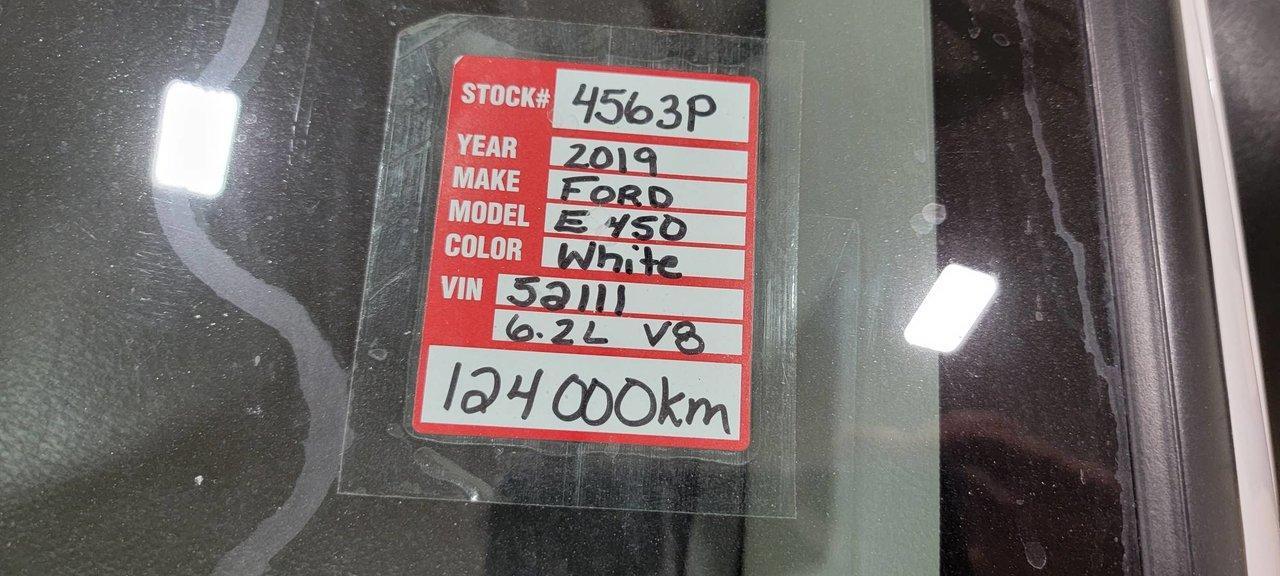 STOCK# 4563P
YEAR 2019
MAKE FORD
MODEL E 450
COLOR White
VIN 52111
6.2L V8
124000km